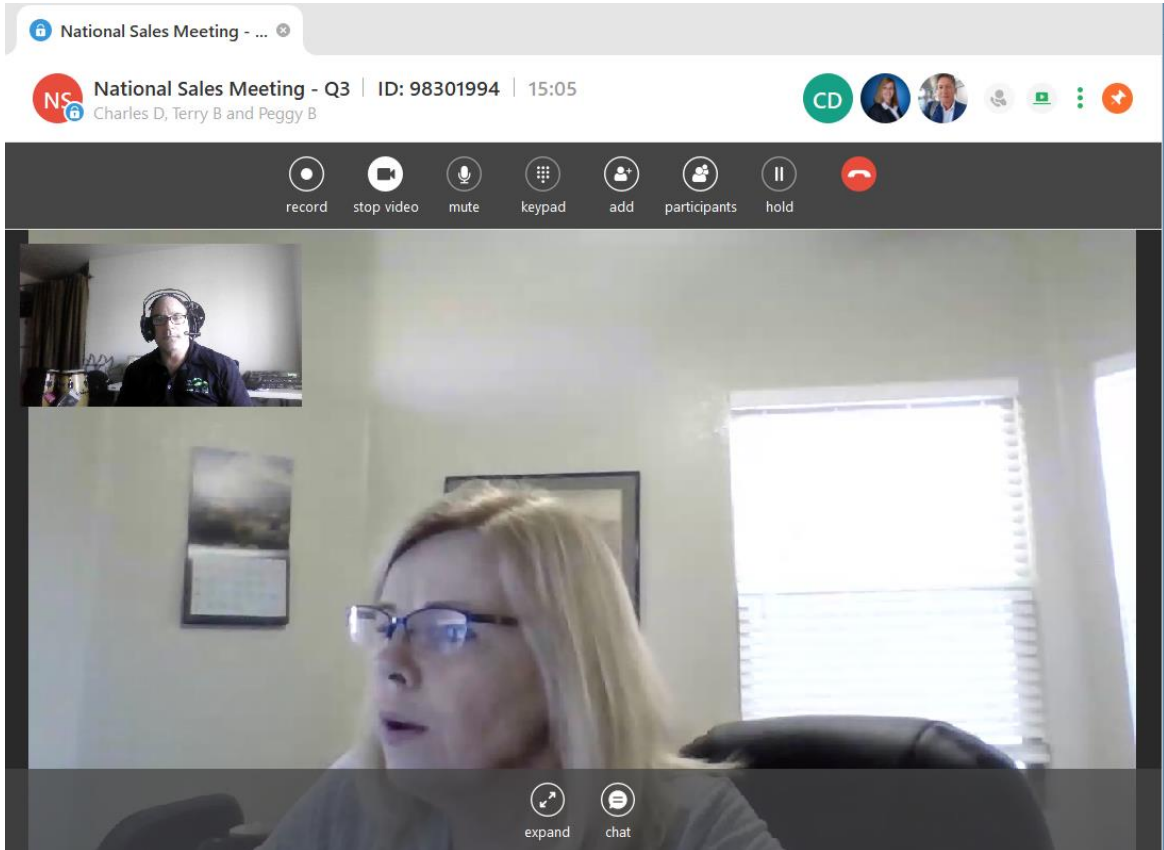 National Sales Meeting - ...
NS
National Sales Meeting - Q3 | ID: 98301994 | 15:05
Charles D, Terry B and Peggy B
CD
record
stop video
mute
keypad
add
participants
hold
expand
chat